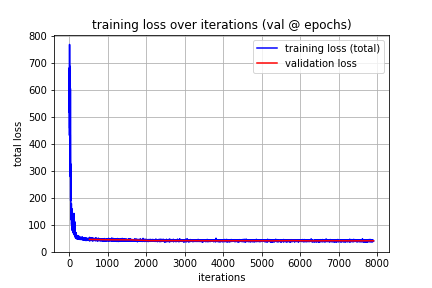 training loss over iterations (val @ epochs)
training loss (total)
validation loss
total loss
800
700
600
500
400
300
200
100
0
0 1000 2000 3000 4000 5000 6000 7000 8000
iterations